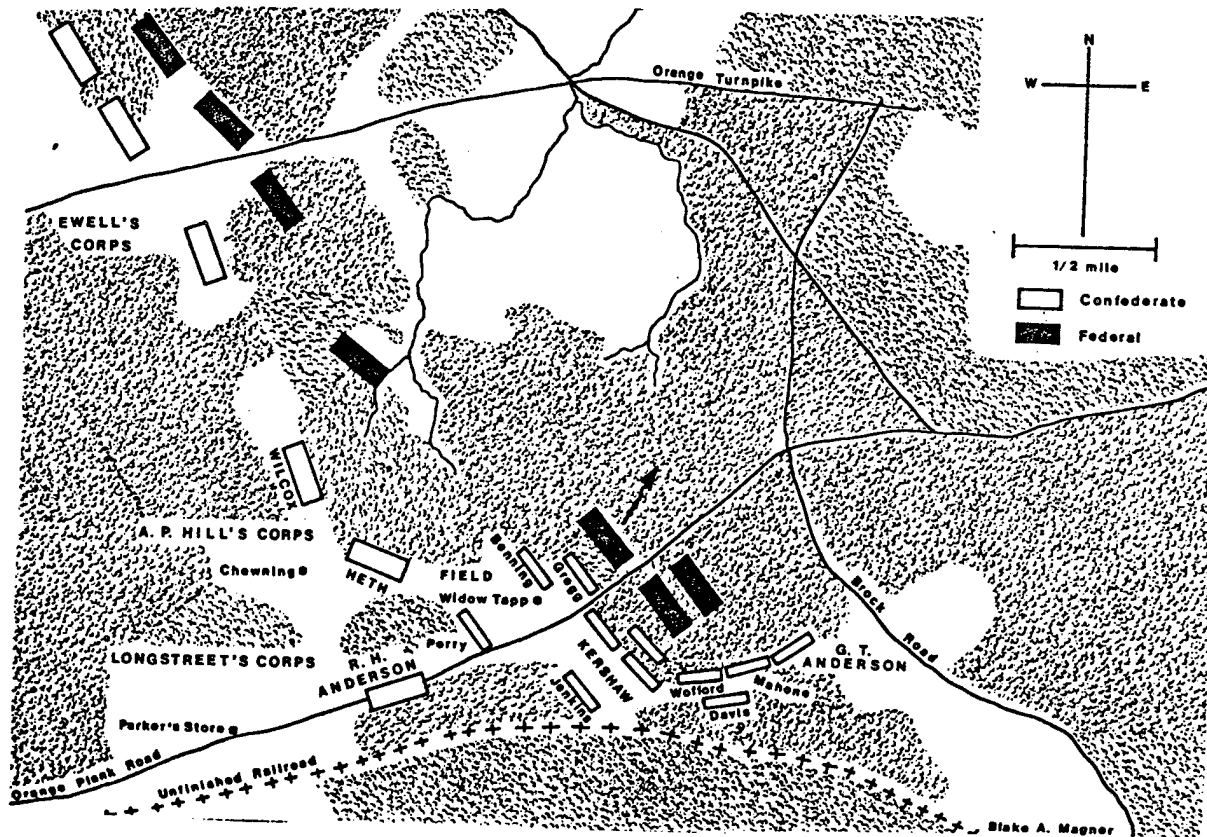 Orange Turnpike
N
W
E
1/2 mile
Confederate
Federal
EWELL'S
CORPS
WILCOX
A. P. HILL'S CORPS
Chewning
HETH
FIELD
Benning
Gregg
Widow Tapp
Perry
LONGSTREET'S CORPS
R. H.
ANDERSON
KERSHAW
Jenkins
Wofford
Mahone
Davis
G. T.
ANDERSON
Brock
Road
Parker's Store
Orange Plank Road
Unfinished Railroad
Blake A. Magner